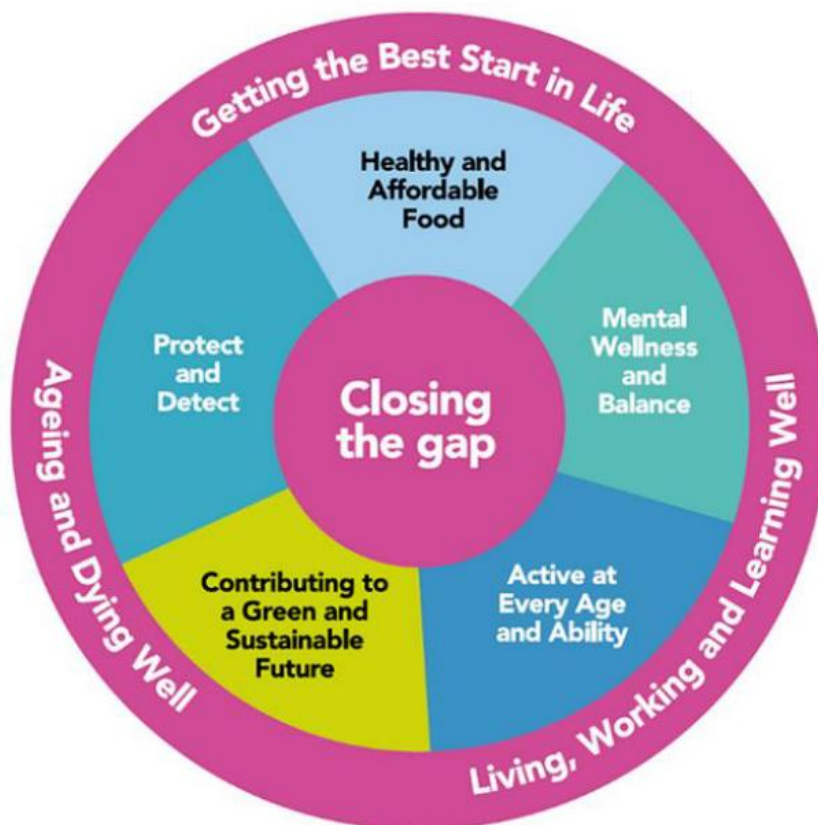 Getting the Best Start in Life
Healthy and
Affordable
Food
Mental
Wellness
and
Balance
Protect
and
Detect
Closing
the gap
Active at
Every Age
and Ability
Contributing to
a Green and
Sustainable
Future
Living, Working and Learning Well
Ageing and Dying Well